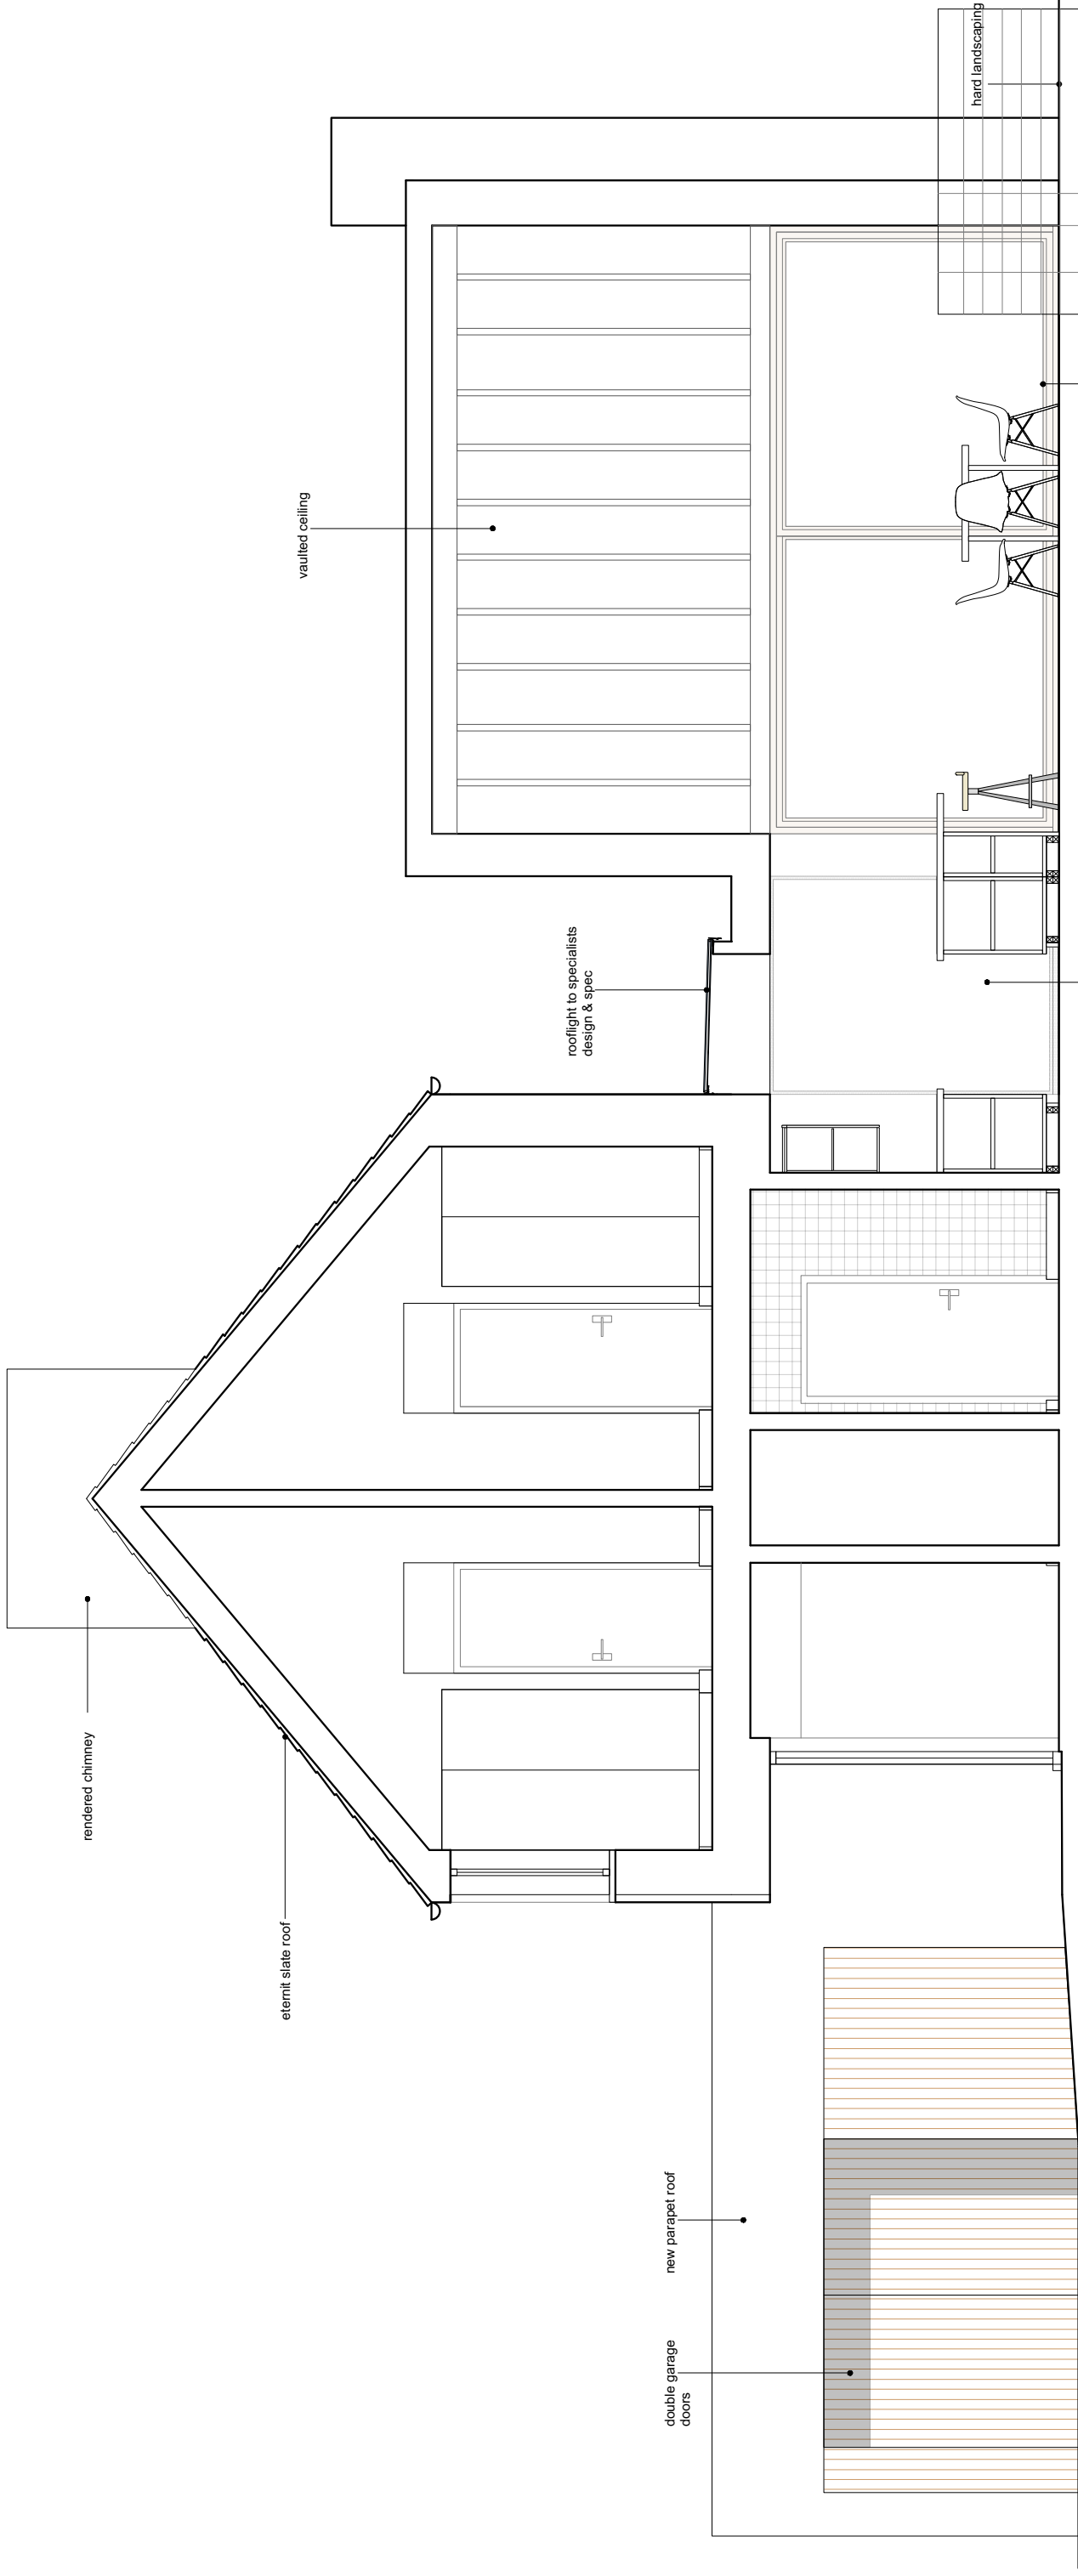 rendered chimney
eternit slate roof
vaulted ceiling
rooflight to specialists
design & spec
new parapet roof
double garage
doors
hard landscaping